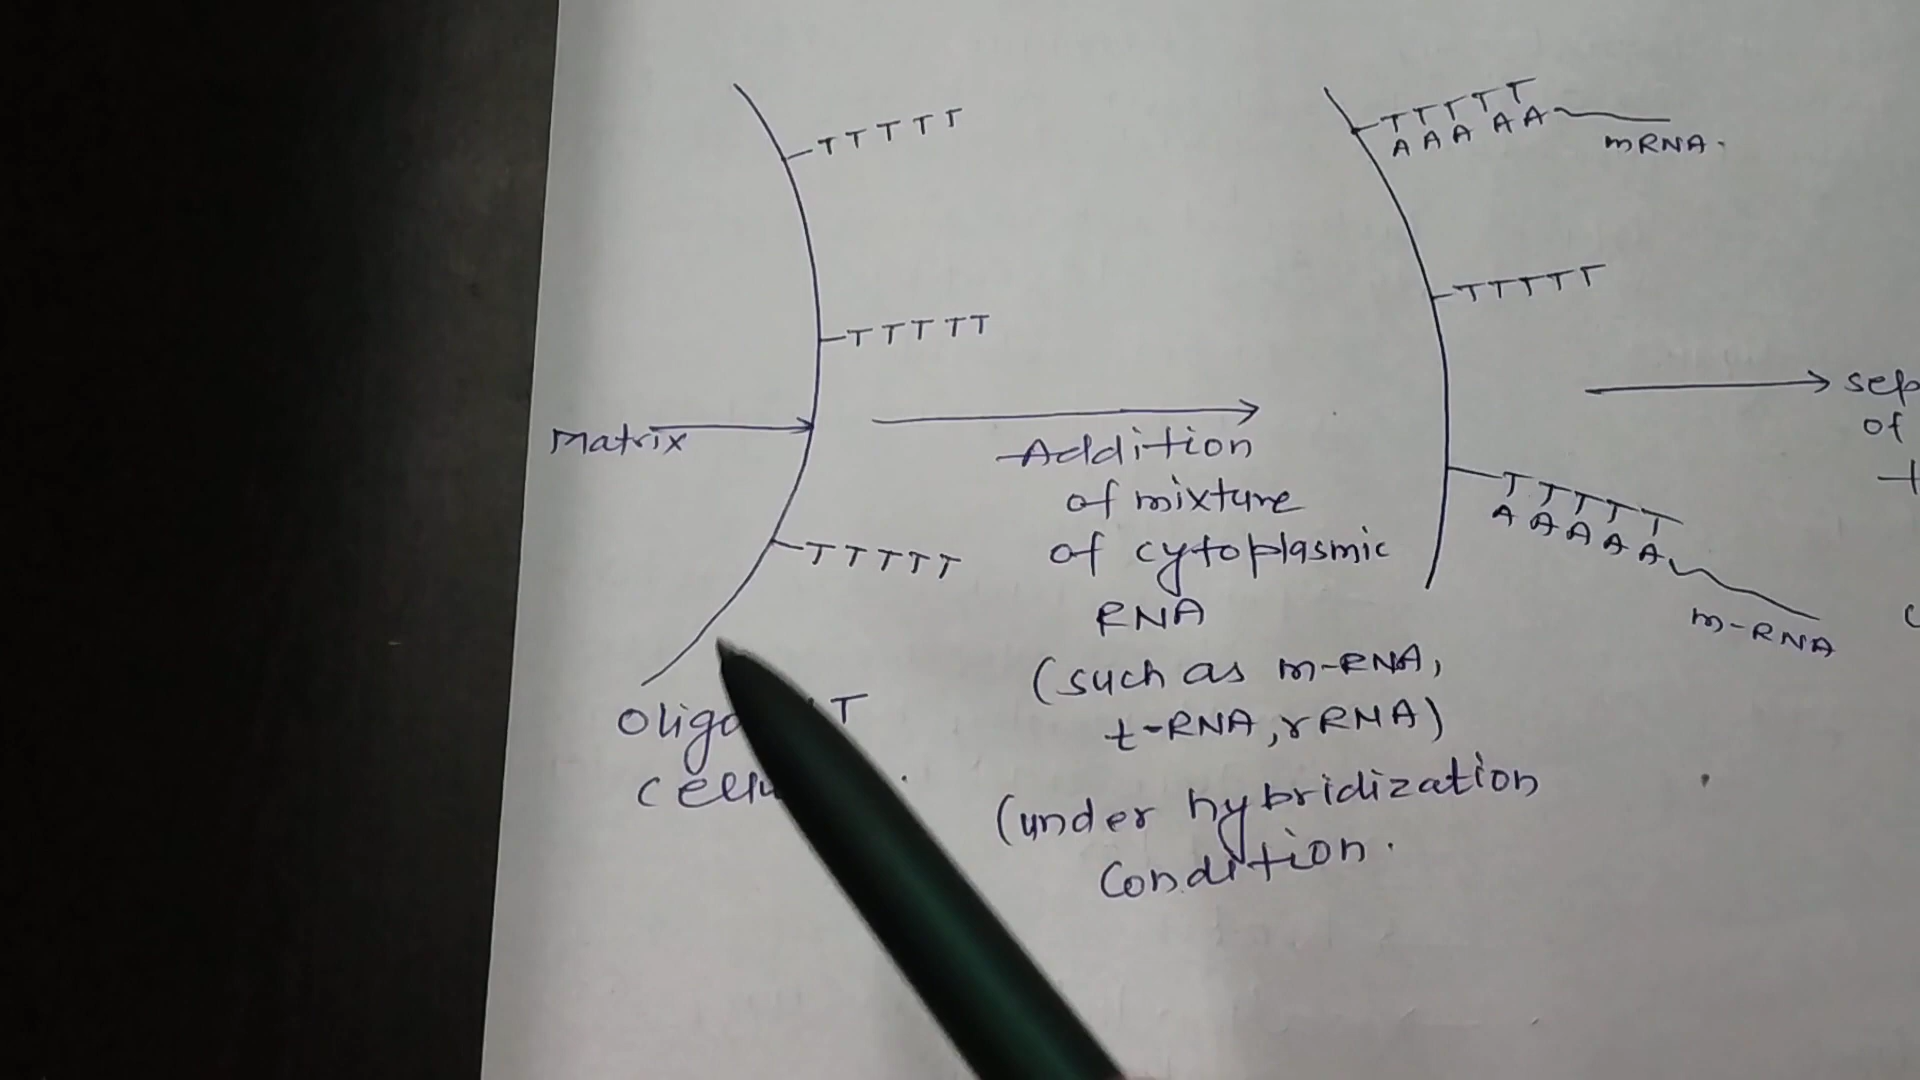 TTTTT
TTTTT
Matrix
TTTTT
Addition
of mixture
of cytoplasmic
RNA
(such as m-RNA,
t-RNA, rRNA)
(under hybridization
Condition.
TTTTT
AAAAA
mRNA.
TTTTT
TTTTT
AAAAA
m-RNA
of